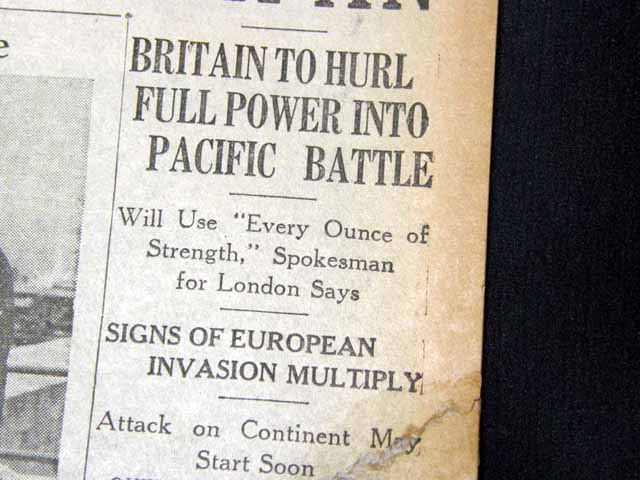 BRITAIN TO HURL
FULL POWER INTO
PACIFIC BATTLE
Will Use "Every Ounce of
Strength," Spokesman
for London Says
SIGNS OF EUROPEAN
INVASION MULTIPLY
Attack on Continent May
Start Soon